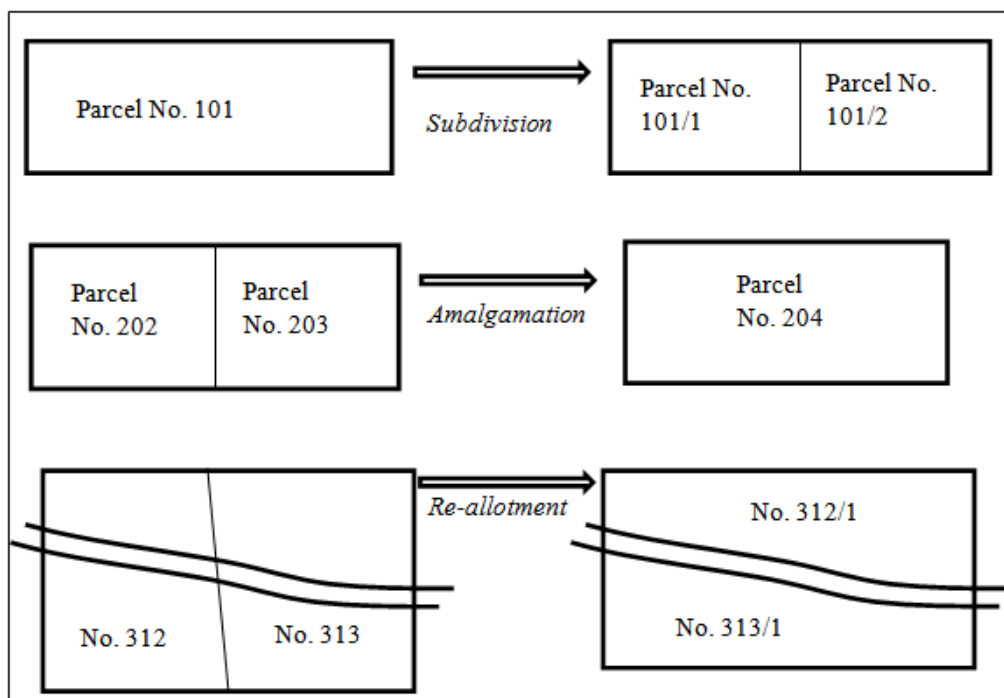 Parcel No. 101
Subdivision
Parcel No.
101/1
Parcel No.
101/2
Parcel
No. 202
Parcel
No. 203
Amalgamation
Parcel
No. 204
No. 312
No. 313
Re-allotment
No. 312/1
No. 313/1